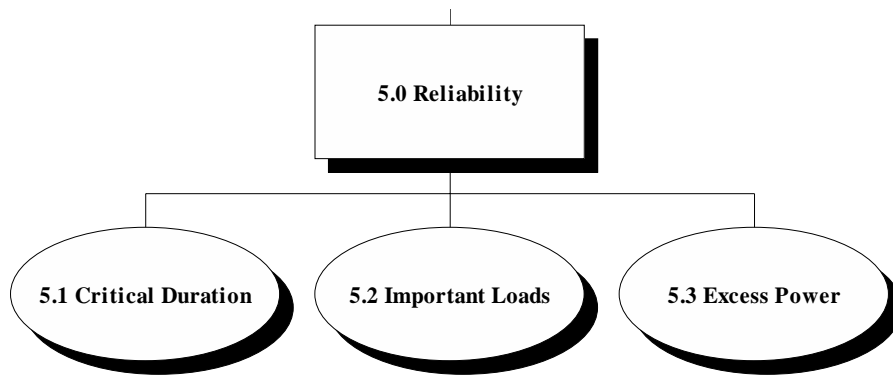 5.0 Reliability
5.1 Critical Duration
5.2 Important Loads
5.3 Excess Power